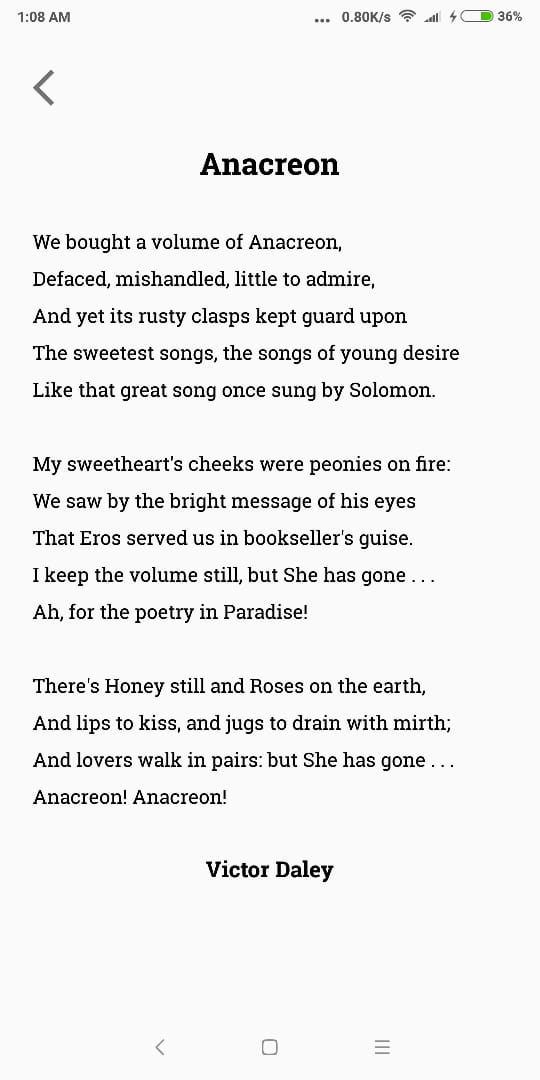 1:08 AM ... 0.80K/s 36%
Anacreon
We bought a volume of Anacreon,
Defaced, mishandled, little to admire,
And yet its rusty clasps kept guard upon
The sweetest songs, the songs of young desire
Like that great song once sung by Solomon.
My sweetheart's cheeks were peonies on fire:
We saw by the bright message of his eyes
That Eros served us in bookseller's guise.
I keep the volume still, but She has gone . . .
Ah, for the poetry in Paradise!
There's Honey still and Roses on the earth,
And lips to kiss, and jugs to drain with mirth;
And lovers walk in pairs: but She has gone . . .
Anacreon! Anacreon!
Victor Daley